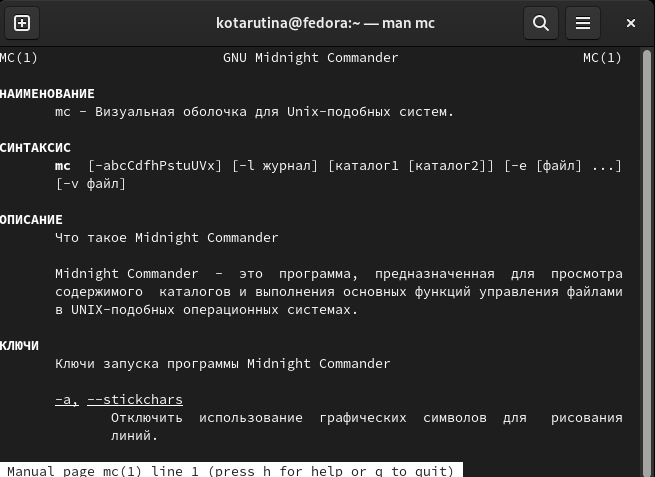 kotarutina@fedora:~ — man mc
MC(1) GNU Midnight Commander MC(1)
НАИМЕНОВАНИЕ
mc - Визуальная оболочка для Unix-подобных систем.
СИНТАКСИС
mc [-abcCdfhPstuUVx] [-l журнал] [каталог1 [каталог2]] [-e [файл] ...]
[-v файл]
ОПИСАНИЕ
Что такое Midnight Commander
Midnight Commander - это программа, предназначенная для просмотра
содержимого каталогов и выполнения основных функций управления файлами
в UNIX-подобных операционных системах.
КЛЮЧИ
Ключи запуска программы Midnight Commander
-a, --stickchars
Отключить использование графических символов для рисования
линий.
Manual page mc(1) line 1 (press h for help or q to quit)